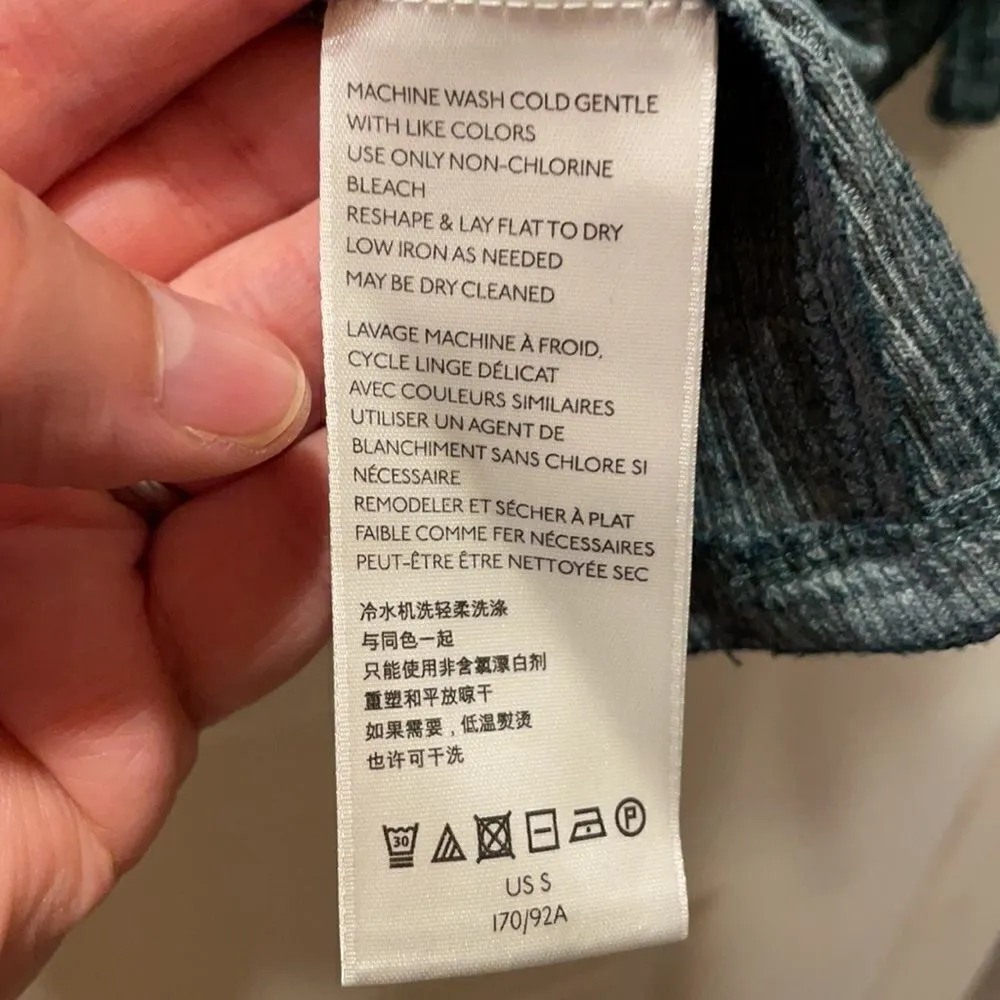 MACHINE WASH COLD GENTLE
WITH LIKE COLORS
USE ONLY NON-CHLORINE
BLEACH
RESHAPE & LAY FLAT TO DRY
LOW IRON AS NEEDED
MAY BE DRY CLEANED
LAVAGE MACHINE À FROID,
CYCLE LINGE DÉLICAT
AVEC COULEURS SIMILAIRES
UTILISER UN AGENT DE
BLANCHIMENT SANS CHLORE SI
NÉCESSAIRE
REMODELER ET SÉCHER À PLAT
FAIBLE COMME FER NÉCESSAIRES
PEUT-ÊTRE ÊTRE NETTOYÉE SEC
冷水机洗轻柔洗涤
与同色一起
只能使用非含氯漂白剂
重塑和平放晾干
如果需要，低温熨烫
也许可干洗
30 P
US S
170/92A